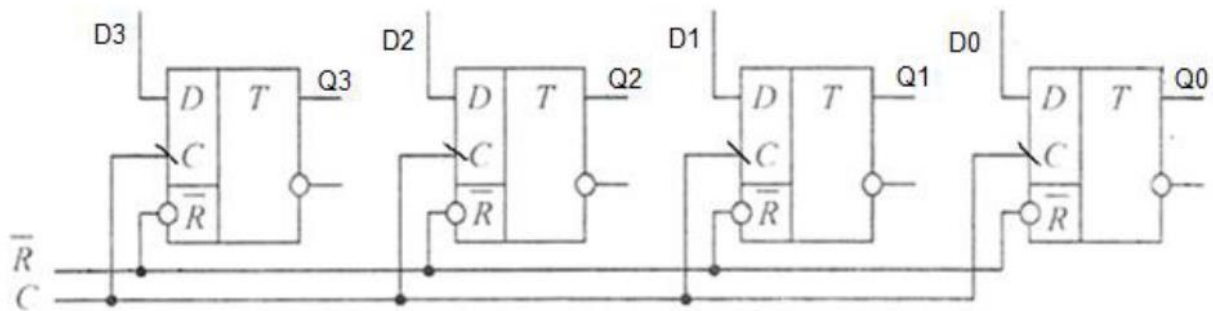 D3 D2 D1 D0
Q3 Q2 Q1 Q0
D T D T D T D T
C C C C
R̅ R̅ R̅ R̅
R̅
C